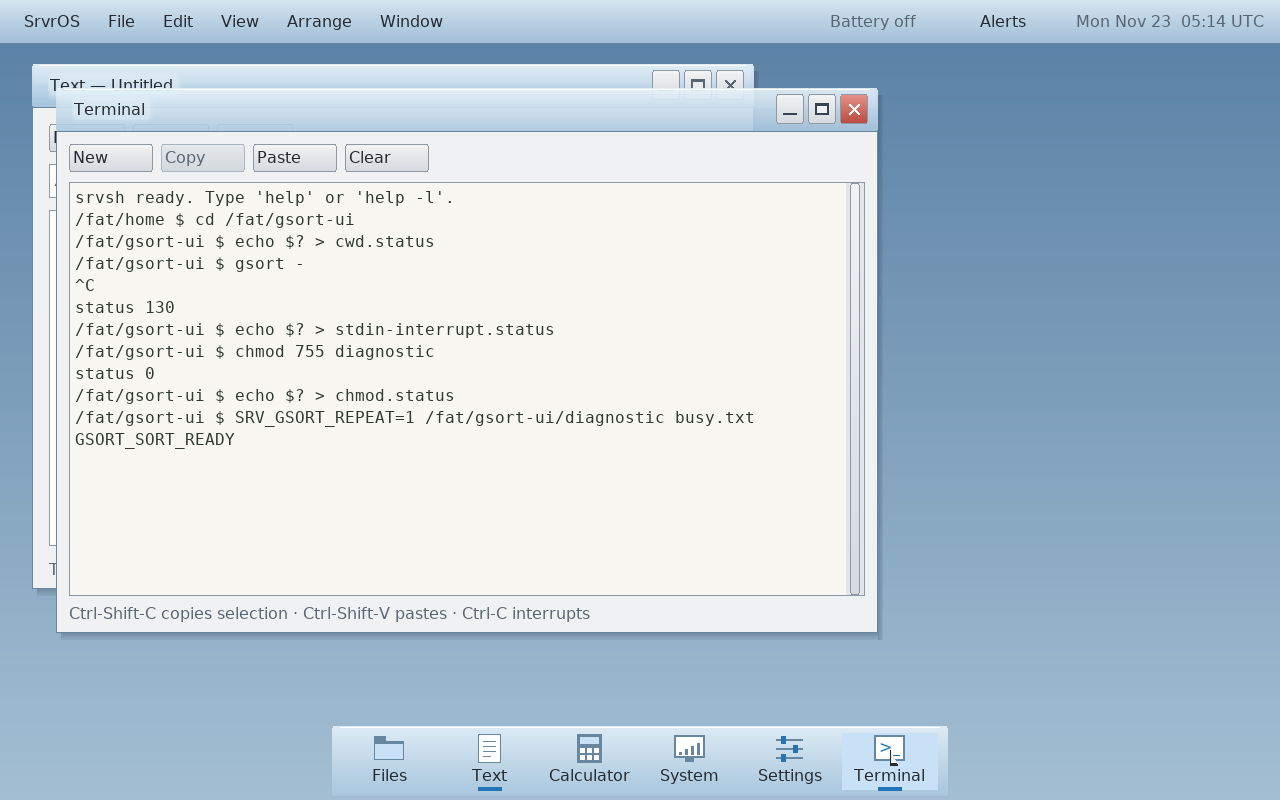 SrvrOS File Edit View Arrange Window Battery off Alerts Mon Nov 23 05:14 UTC
Text — Untitled
Terminal
New Copy Paste Clear
srvsh ready. Type 'help' or 'help -l'.
/fat/home $ cd /fat/gsort-ui
/fat/gsort-ui $ echo $? > cwd.status
/fat/gsort-ui $ gsort -
^C
status 130
/fat/gsort-ui $ echo $? > stdin-interrupt.status
/fat/gsort-ui $ chmod 755 diagnostic
status 0
/fat/gsort-ui $ echo $? > chmod.status
/fat/gsort-ui $ SRV_GSORT_REPEAT=1 /fat/gsort-ui/diagnostic busy.txt
GSORT_SORT_READY
Ctrl-Shift-C copies selection · Ctrl-Shift-V pastes · Ctrl-C interrupts
Files Text Calculator System Settings Terminal